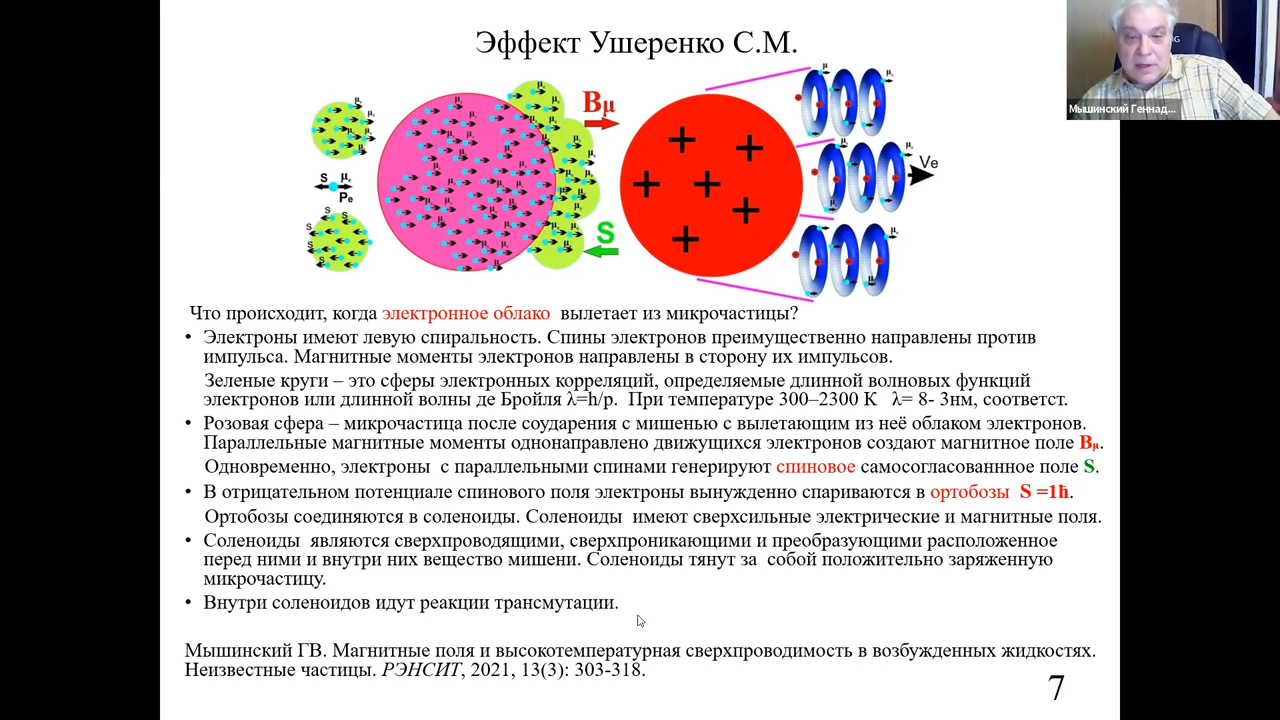 Эффект Ушеренко С.М.
Мышинский Геннад...
Bμ
S
μe
Pe
S
Ve
Что происходит, когда электронное облако вылетает из микрочастицы?
• Электроны имеют левую спиральность. Спины электронов преимущественно направлены против
импульса. Магнитные моменты электронов направлены в сторону их импульсов.
Зеленые круги – это сферы электронных корреляций, определяемые длинной волновых функций
электронов или длинной волны де Бройля λ=h/p. При температуре 300–2300 К λ= 8- 3нм, соответст.
• Розовая сфера – микрочастица после соударения с мишенью с вылетающим из неё облаком электронов.
Параллельные магнитные моменты однонаправлено движущихся электронов создают магнитное поле Bμ.
Одновременно, электроны с параллельными спинами генерируют спиновое самосогласованнное поле S.
• В отрицательном потенциале спинового поля электроны вынужденно спариваются в ортобозы S =1ħ.
Ортобозы соединяются в соленоиды. Соленоиды имеют сверхсильные электрические и магнитные поля.
• Соленоиды являются сверхпроводящими, сверхпроникающими и преобразующими расположенное
перед ними и внутри них вещество мишени. Соленоиды тянут за собой положительно заряженную
микрочастицу.
• Внутри соленоидов идут реакции трансмутации.
Мышинский ГВ. Магнитные поля и высокотемпературная сверхпроводимость в возбужденных жидкостях.
Неизвестные частицы. РЭНСИТ, 2021, 13(3): 303-318.
7